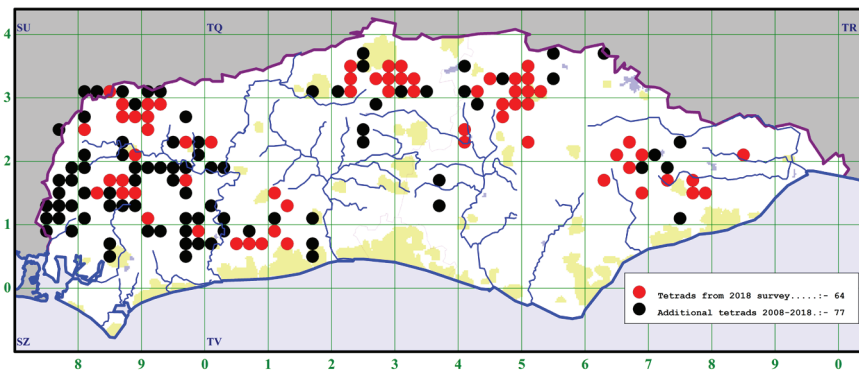 SU TQ TR
4
3
2
1
0
Tetrads from 2018 survey.....:- 64
Additional tetrads 2008-2018.:- 77
SZ TV
8 9 0 1 2 3 4 5 6 7 8 9 0